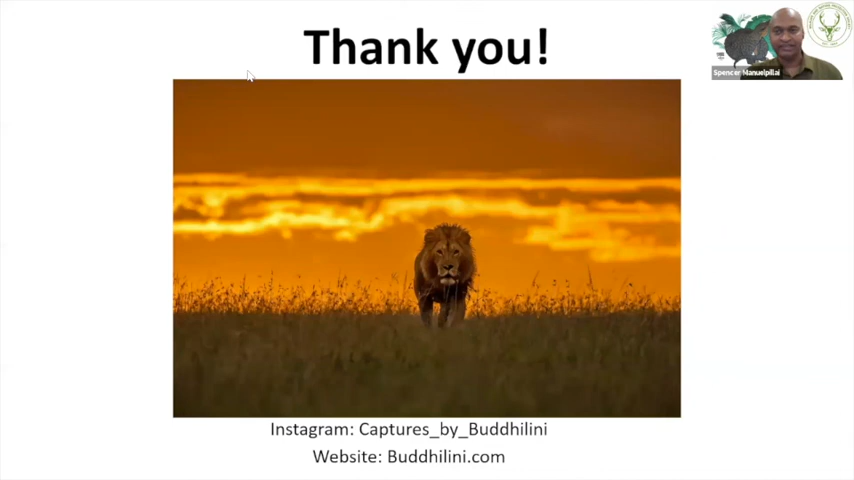 Thank you!
Spencer Manuelpillai
Instagram: Captures_by_Buddhilini
Website: Buddhilini.com